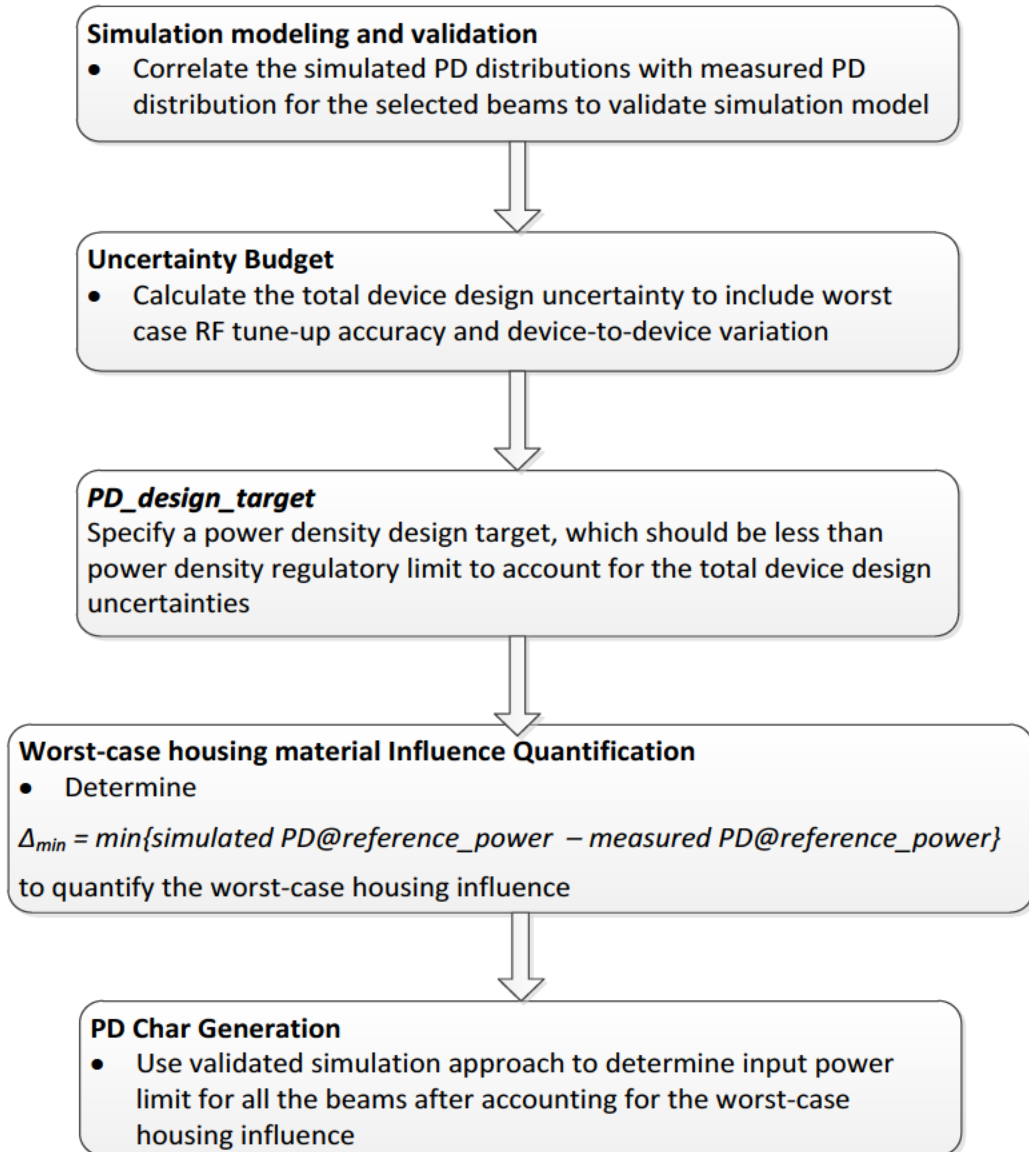 Simulation modeling and validation
• Correlate the simulated PD distributions with measured PD
distribution for the selected beams to validate simulation model
Uncertainty Budget
• Calculate the total device design uncertainty to include worst
case RF tune-up accuracy and device-to-device variation
PD_design_target
Specify a power density design target, which should be less than
power density regulatory limit to account for the total device design
uncertainties
Worst-case housing material Influence Quantification
• Determine
Δmin = min{simulated PD@reference_power – measured PD@reference_power}
to quantify the worst-case housing influence
PD Char Generation
• Use validated simulation approach to determine input power
limit for all the beams after accounting for the worst-case
housing influence